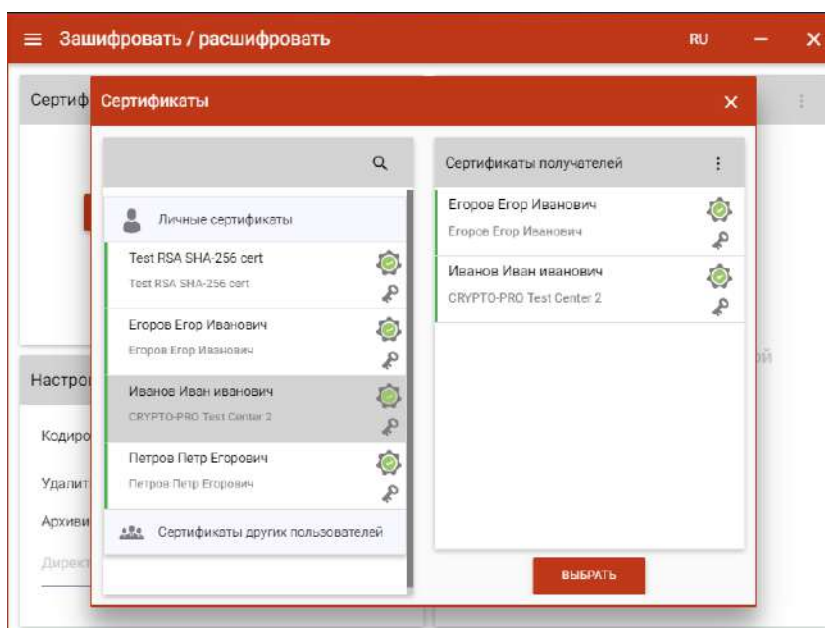 Зашифровать / расшифровать
RU
Сертиф
Сертификаты
Личные сертификаты
Test RSA SHA-256 cert
Test RSA SHA-256 cert
Егоров Егор Иванович
Егоров Егор Иванович
Иванов Иван иванович
CRYPTO-PRO Test Center 2
Петров Петр Егорович
Петров Петр Егорович
Сертификаты других пользователей
Сертификаты получателей
Егоров Егор Иванович
Егоров Егор Иванович
Иванов Иван иванович
CRYPTO-PRO Test Center 2
ВЫБРАТЬ
Настро
Кодиро
Удалит
Архиви
Директ
ой